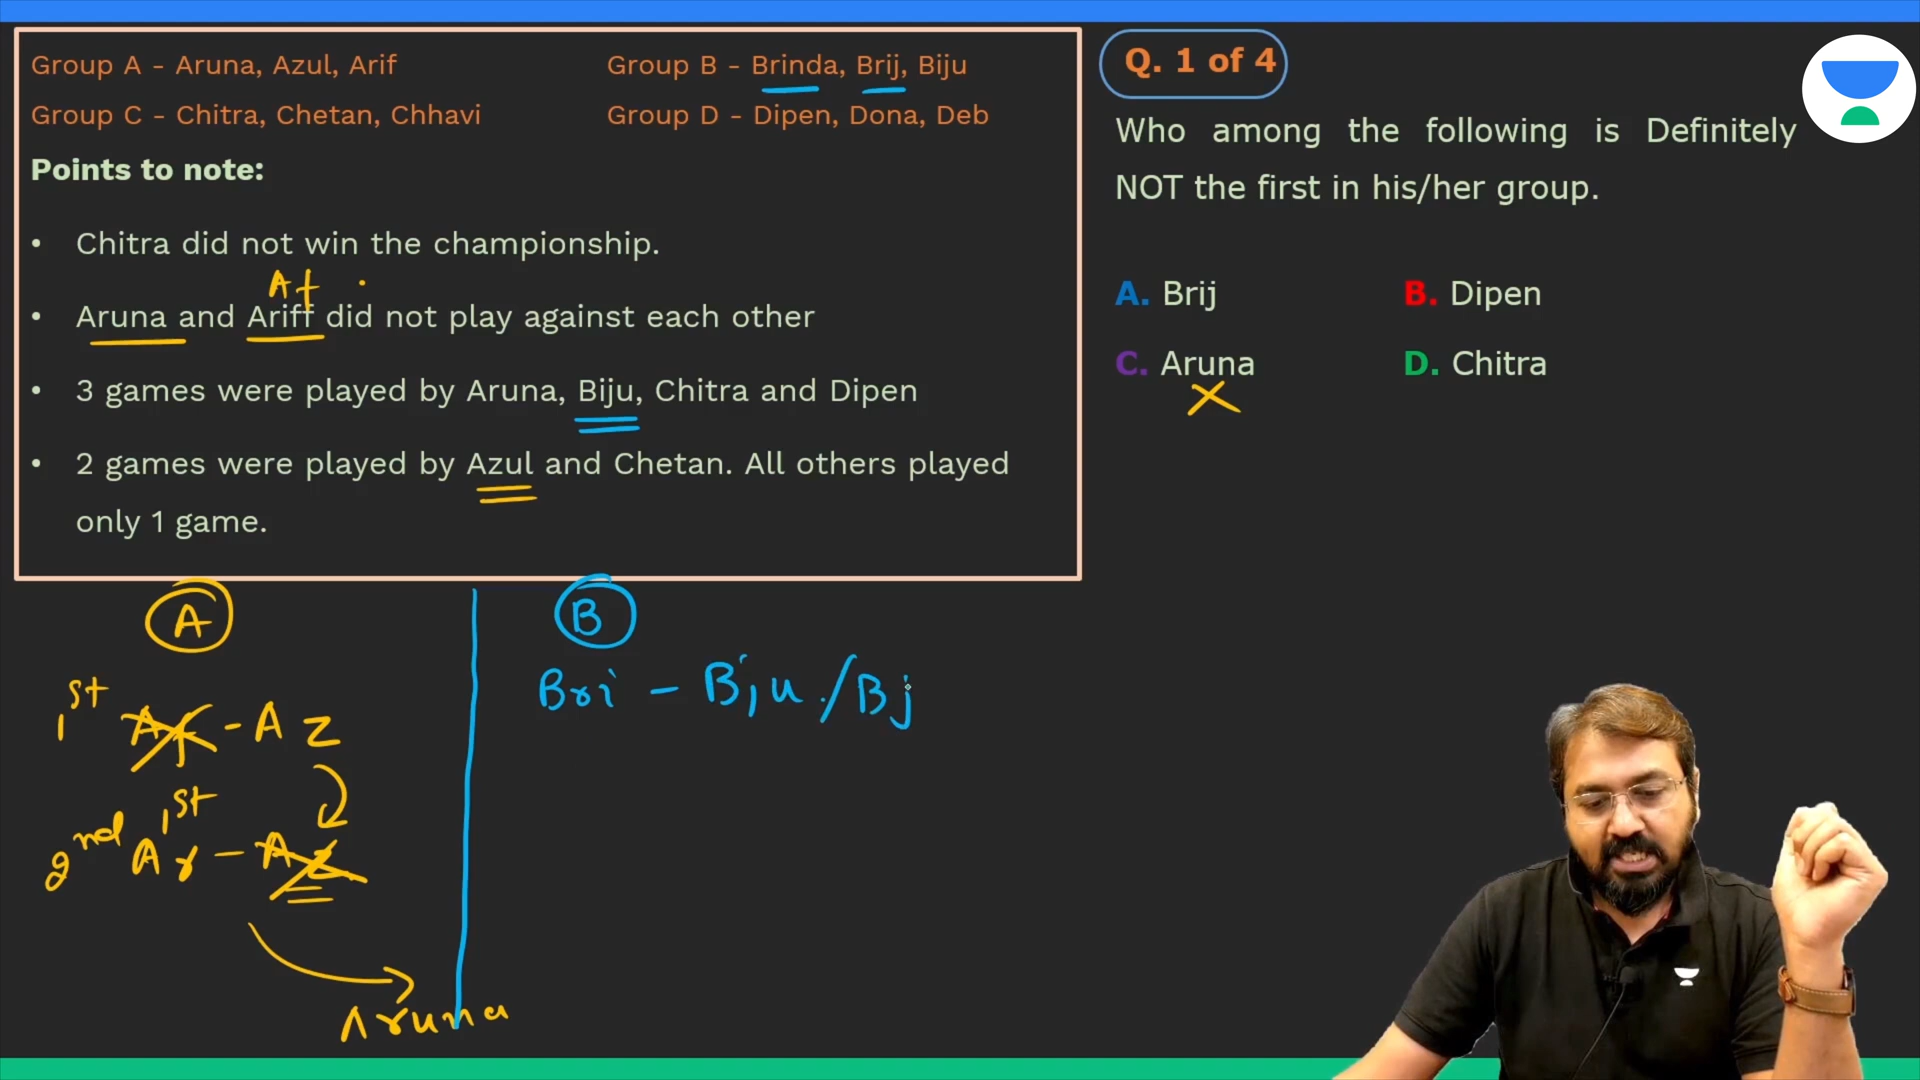 Group A - Aruna, Azul, Arif
Group B - Brinda, Brij, Biju
Group C - Chitra, Chetan, Chhavi
Group D - Dipen, Dona, Deb
Points to note:
• Chitra did not win the championship.
Af
• Aruna and Ariff did not play against each other
• 3 games were played by Aruna, Biju, Chitra and Dipen
• 2 games were played by Azul and Chetan. All others played
only 1 game.
Q. 1 of 4
Who among the following is Definitely
NOT the first in his/her group.
A. Brij
B. Dipen
C. Aruna
D. Chitra
A
1st Af - Az
1st
2nd Ar - Az
Aruna
B
Bri - Biu / Bj